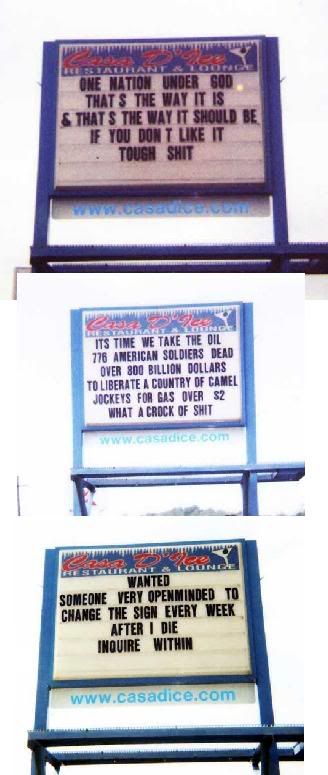 Casa D'Ice
RESTAURANT & LOUNGE
ONE NATION UNDER GOD
THAT S THE WAY IT IS
& THAT S THE WAY IT SHOULD BE
IF YOU DON T LIKE IT
TOUGH SHIT
www.casadice.com
Casa D'Ice
RESTAURANT & LOUNGE
ITS TIME WE TAKE THE OIL
776 AMERICAN SOLDIERS DEAD
OVER 800 BILLION DOLLARS
TO LIBERATE A COUNTRY OF CAMEL
JOCKEYS FOR GAS OVER $2
WHAT A CROCK OF SHIT
www.casadice.com
Casa D'Ice
RESTAURANT & LOUNGE
WANTED
SOMEONE VERY OPENMINDED TO
CHANGE THE SIGN EVERY WEEK
AFTER I DIE
INQUIRE WITHIN
www.casadice.com